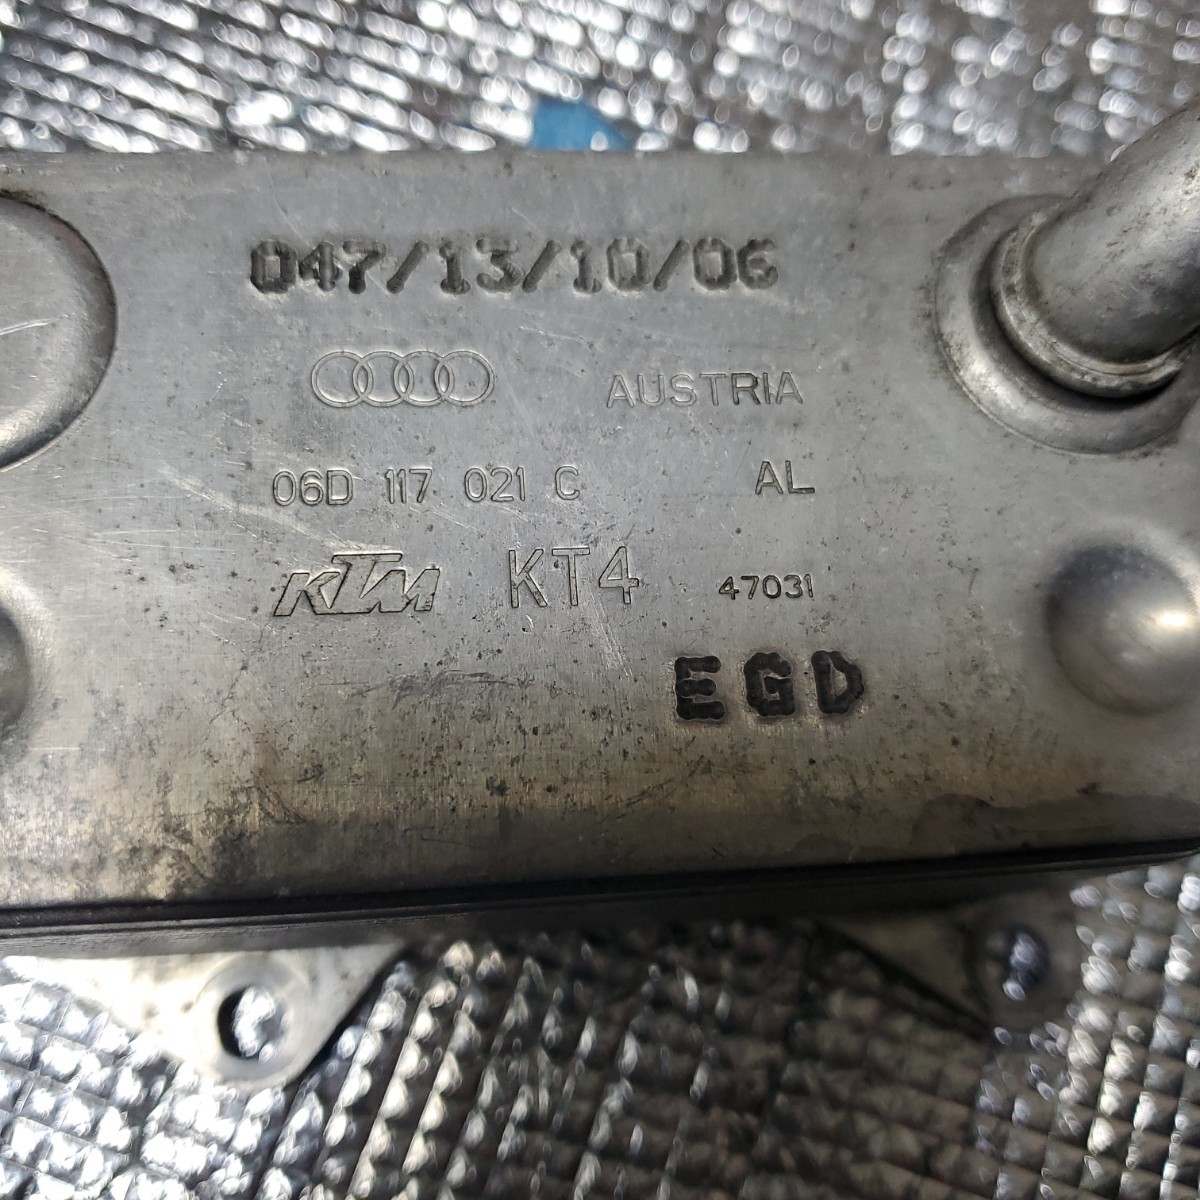 047/13/10/06
AUSTRIA
06D 117 021 C AL
KTM KT4 47031
EGD